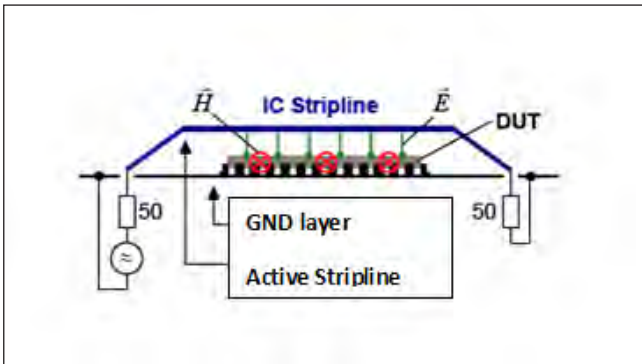 H⃗
IC Stripline
E⃗
DUT
50
50
GND layer
Active Stripline
≈